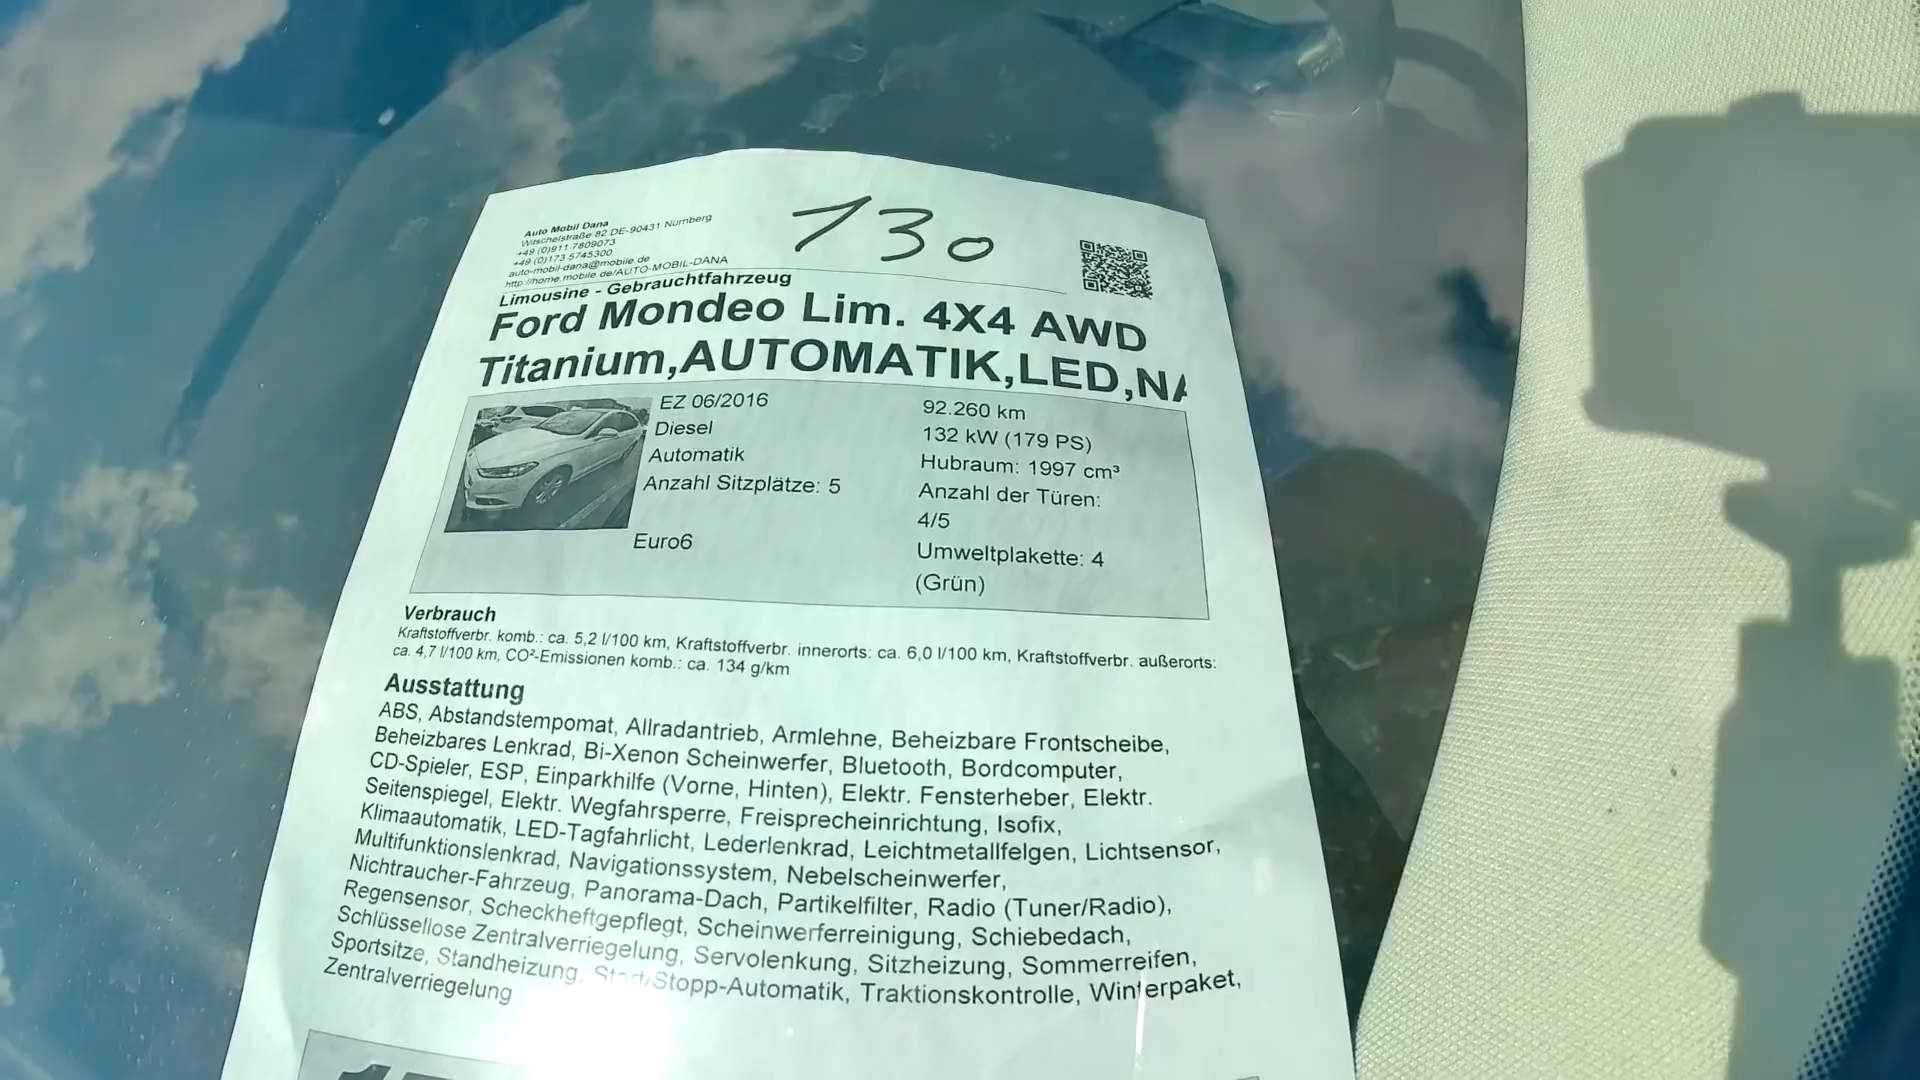 130
Auto Mobil Dana
Witschelstraße 82 DE-90431 Nürnberg
+49 (0)911 7809073
+49 (0)173 5745300
auto-mobil-dana@mobile.de
http://home.mobile.de/AUTO-MOBIL-DANA
Limousine - Gebrauchtfahrzeug
Ford Mondeo Lim. 4X4 AWD
Titanium,AUTOMATIK,LED,NA
EZ 06/2016
Diesel
Automatik
Anzahl Sitzplätze: 5
Euro6
92.260 km
132 kW (179 PS)
Hubraum: 1997 cm³
Anzahl der Türen:
4/5
Umweltplakette: 4
(Grün)
Verbrauch
Kraftstoffverbr. komb.: ca. 5,2 l/100 km, Kraftstoffverbr. innerorts: ca. 6,0 l/100 km, Kraftstoffverbr. außerorts:
ca. 4,7 l/100 km, CO²-Emissionen komb.: ca. 134 g/km
Ausstattung
ABS, Abstandstempomat, Allradantrieb, Armlehne, Beheizbare Frontscheibe,
Beheizbares Lenkrad, Bi-Xenon Scheinwerfer, Bluetooth, Bordcomputer,
CD-Spieler, ESP, Einparkhilfe (Vorne, Hinten), Elektr. Fensterheber, Elektr.
Seitenspiegel, Elektr. Wegfahrsperre, Freisprecheinrichtung, Isofix,
Klimaautomatik, LED-Tagfahrlicht, Lederlenkrad, Leichtmetallfelgen, Lichtsensor,
Multifunktionslenkrad, Navigationssystem, Nebelscheinwerfer,
Nichtraucher-Fahrzeug, Panorama-Dach, Partikelfilter, Radio (Tuner/Radio),
Regensensor, Scheckheftgepflegt, Scheinwerferreinigung, Schiebedach,
Schlüssellose Zentralverriegelung, Servolenkung, Sitzheizung, Sommerreifen,
Sportsitze, Standheizung, Start/Stopp-Automatik, Traktionskontrolle, Winterpaket,
Zentralverriegelung